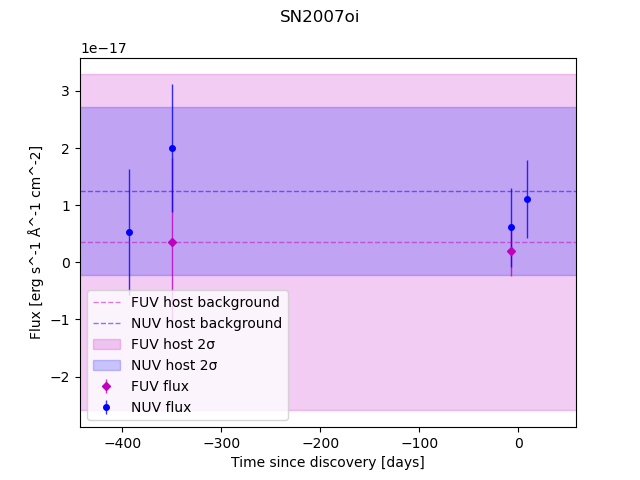 SN2007oi
1e−17
3
2
1
0
−1
−2
Flux [erg s^-1 Å^-1 cm^-2]
FUV host background
NUV host background
FUV host 2σ
NUV host 2σ
FUV flux
NUV flux
−400
−300
−200
−100
0
Time since discovery [days]